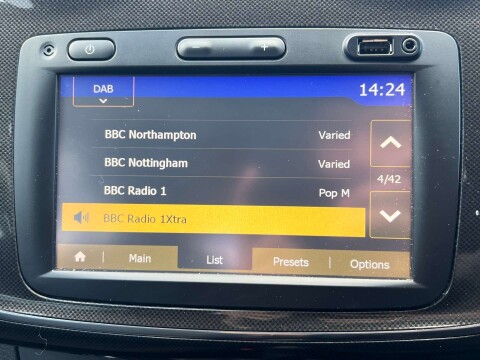 DAB
14:24
BBC Northampton Varied
BBC Nottingham Varied
4/42
BBC Radio 1 Pop M
BBC Radio 1Xtra
Main List Presets Options